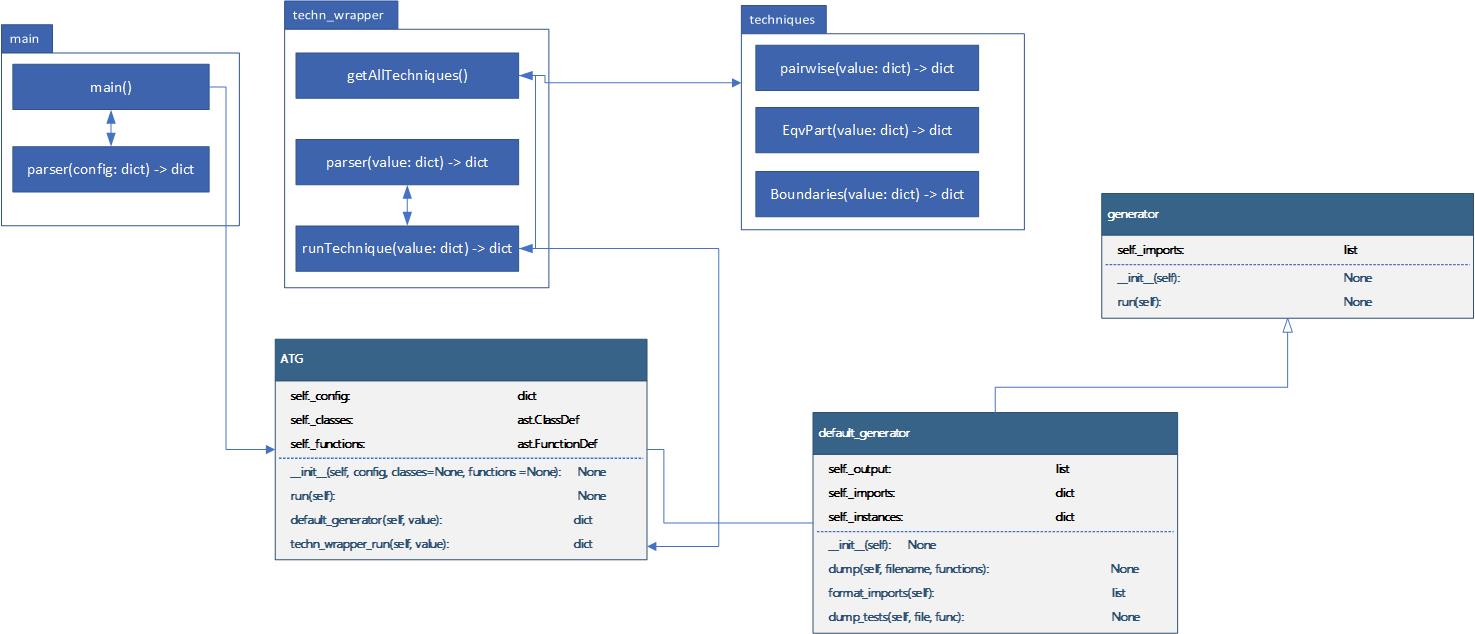 main
main()
parser(config: dict) -> dict
techn_wrapper
getAllTechniques()
parser(value: dict) -> dict
runTechnique(value: dict) -> dict
techniques
pairwise(value: dict) -> dict
EqvPart(value: dict) -> dict
Boundaries(value: dict) -> dict
generator
self._imports: list
__init__(self): None
run(self): None
ATG
self._config: dict
self._classes: ast.ClassDef
self._functions: ast.FunctionDef
__init__(self, config, classes=None, functions =None): None
run(self): None
default_generator(self, value): dict
techn_wrapper_run(self, value): dict
default_generator
self._output: list
self._imports: dict
self._instances: dict
__init__(self): None
dump(self, filename, functions): None
format_imports(self): list
dump_tests(self, file, func): None